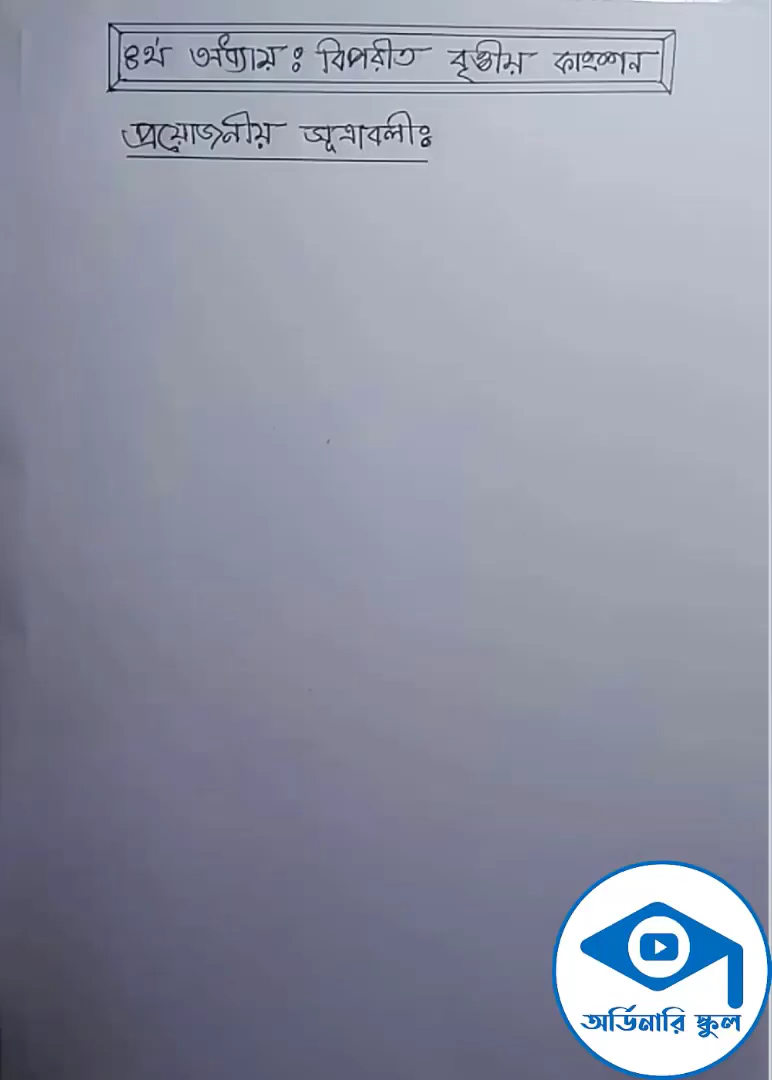 ৪র্থ অধ্যায়ঃ বিপরীত বৃত্তীয় ফাংশন
প্রয়োজনীয় সূত্রাবলীঃ
অর্ডিনারি স্কুল